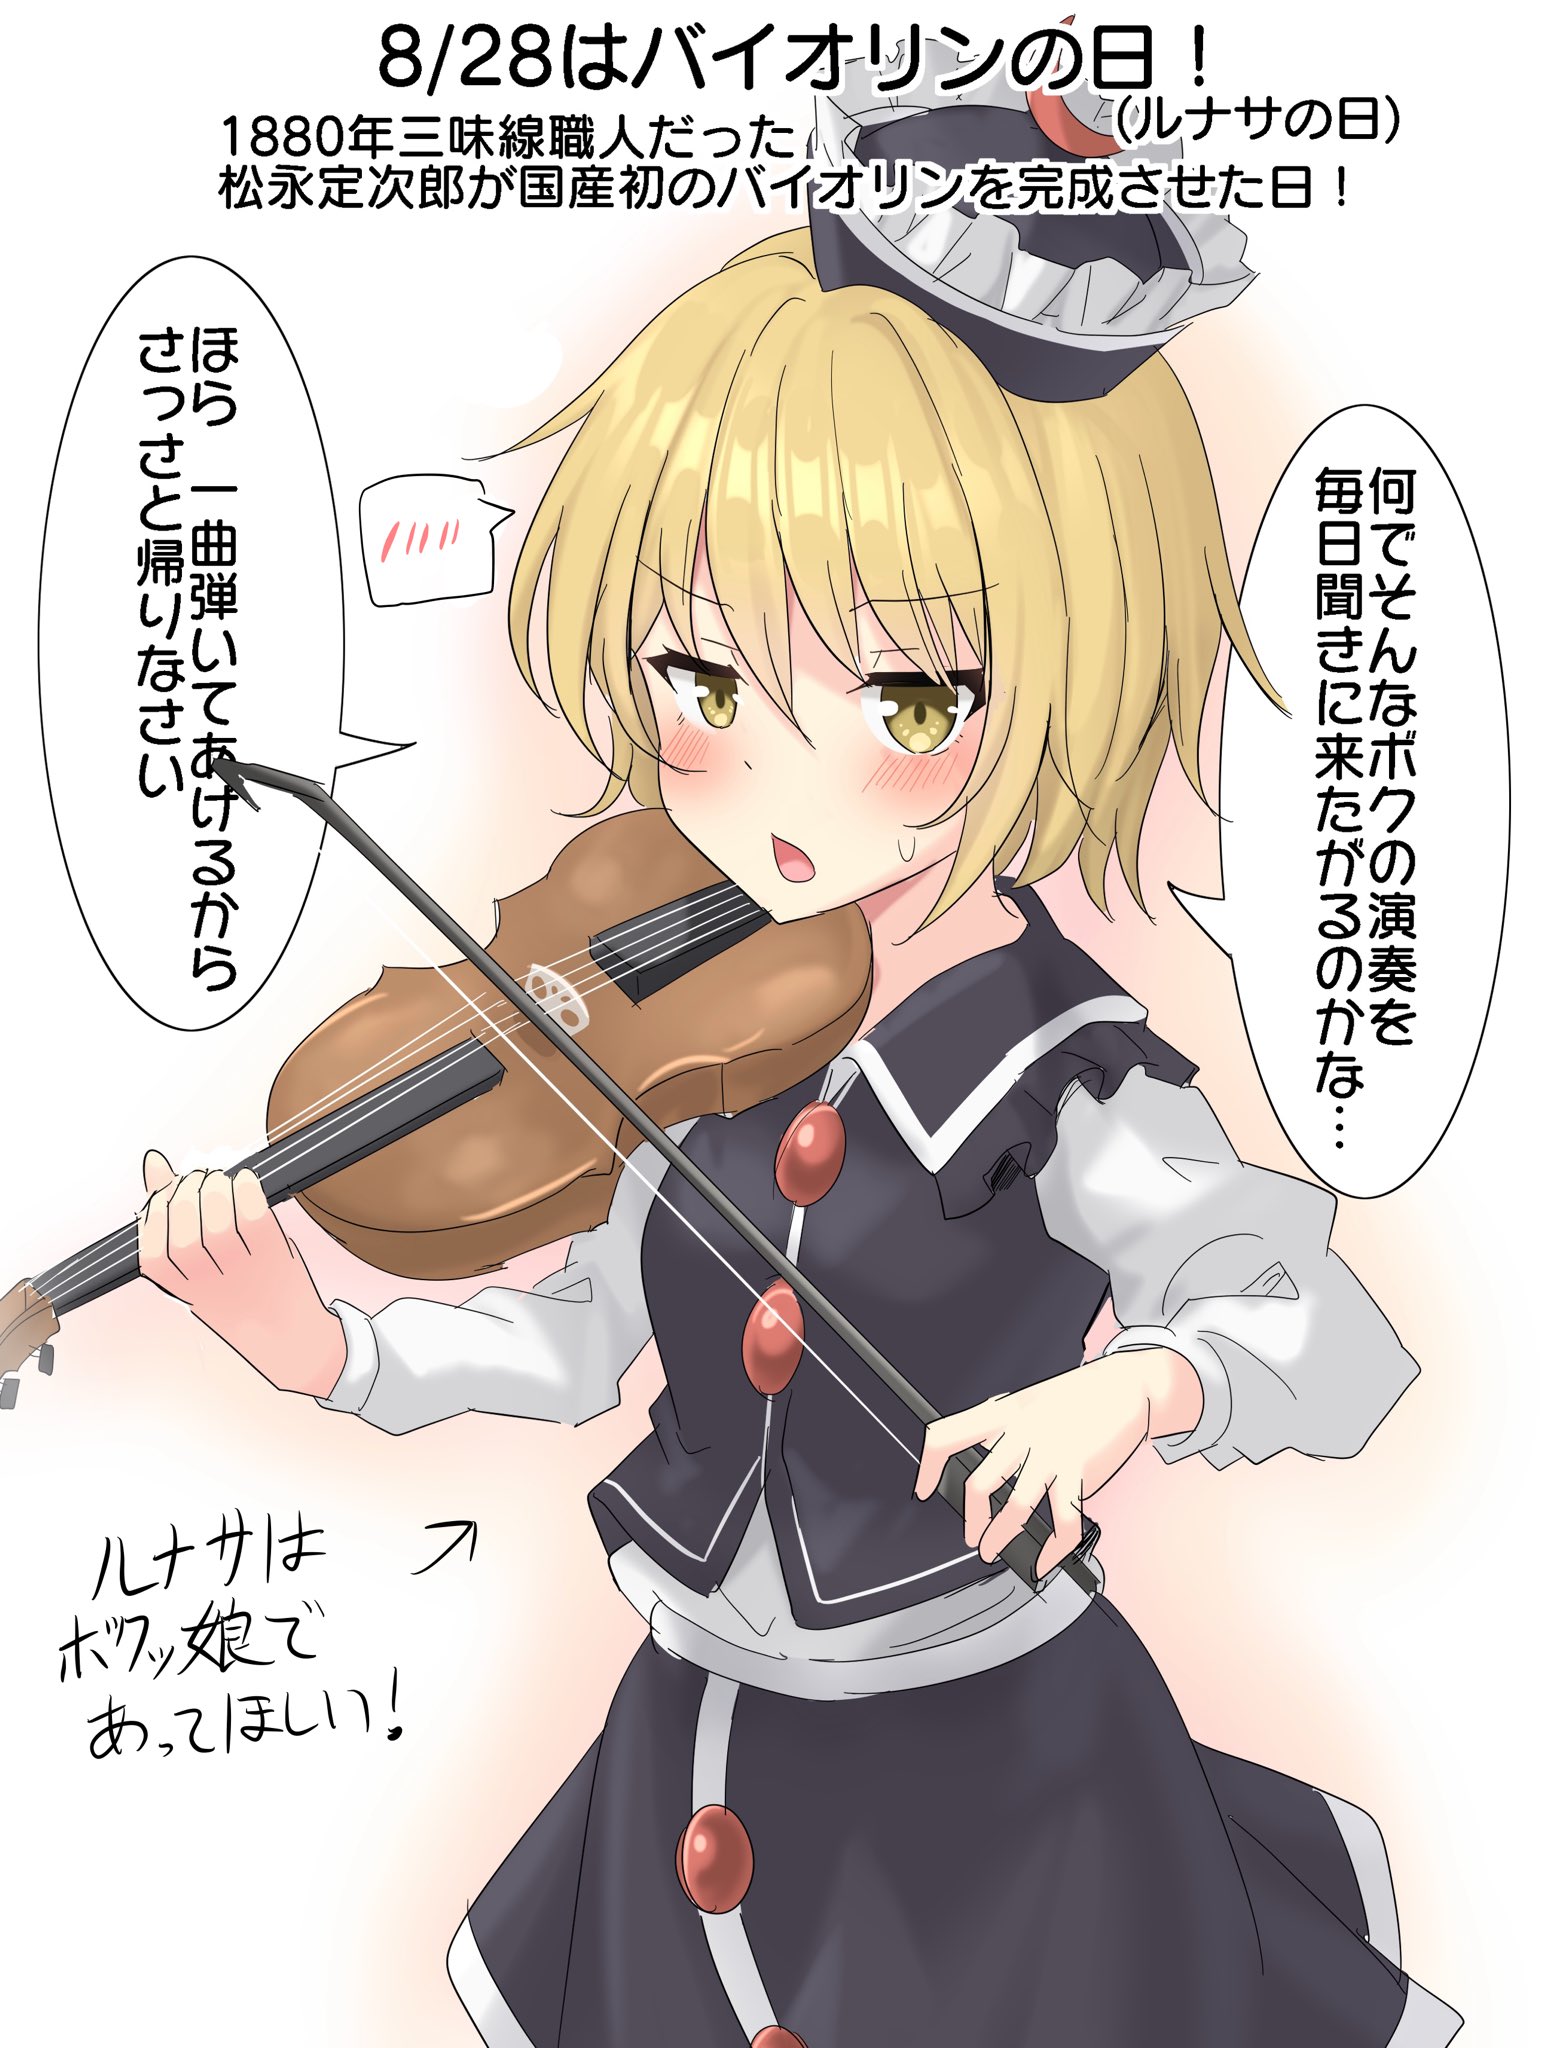 8/28はバイオリンの日！
(ルナサの日)
1880年三味線職人だった
松永定次郎が国産初のバイオリンを完成させた日！
何でそんなボクの演奏を
毎日聞きに来たがるのかな…
ほら 一曲弾いてあげるから
さっさと帰りなさい
ルナサは
ボクッ娘で
あってほしい！